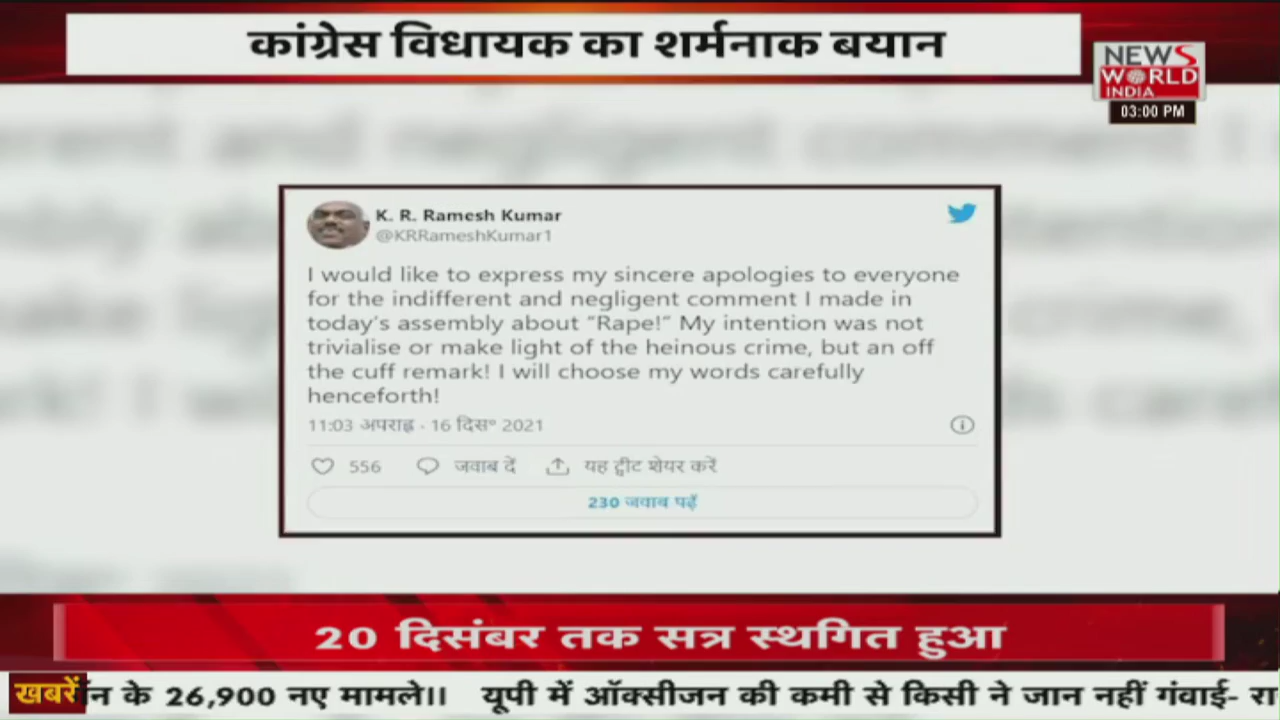 कांग्रेस विधायक का शर्मनाक बयान
NEWS
WORLD
INDIA
03:00 PM
K. R. Ramesh Kumar
@KRRameshKumar1
I would like to express my sincere apologies to everyone
for the indifferent and negligent comment I made in
today's assembly about "Rape!" My intention was not
trivialise or make light of the heinous crime, but an off
the cuff remark! I will choose my words carefully
henceforth!
11:03 अपराह्न · 16 दिस॰ 2021
556 जवाब दें यह ट्वीट शेयर करें
230 जवाब पढ़ें
20 दिसंबर तक सत्र स्थगित हुआ
खबरें के 26,900 नए मामले।। यूपी में ऑक्सीजन की कमी से किसी ने जान नहीं गंवाई-